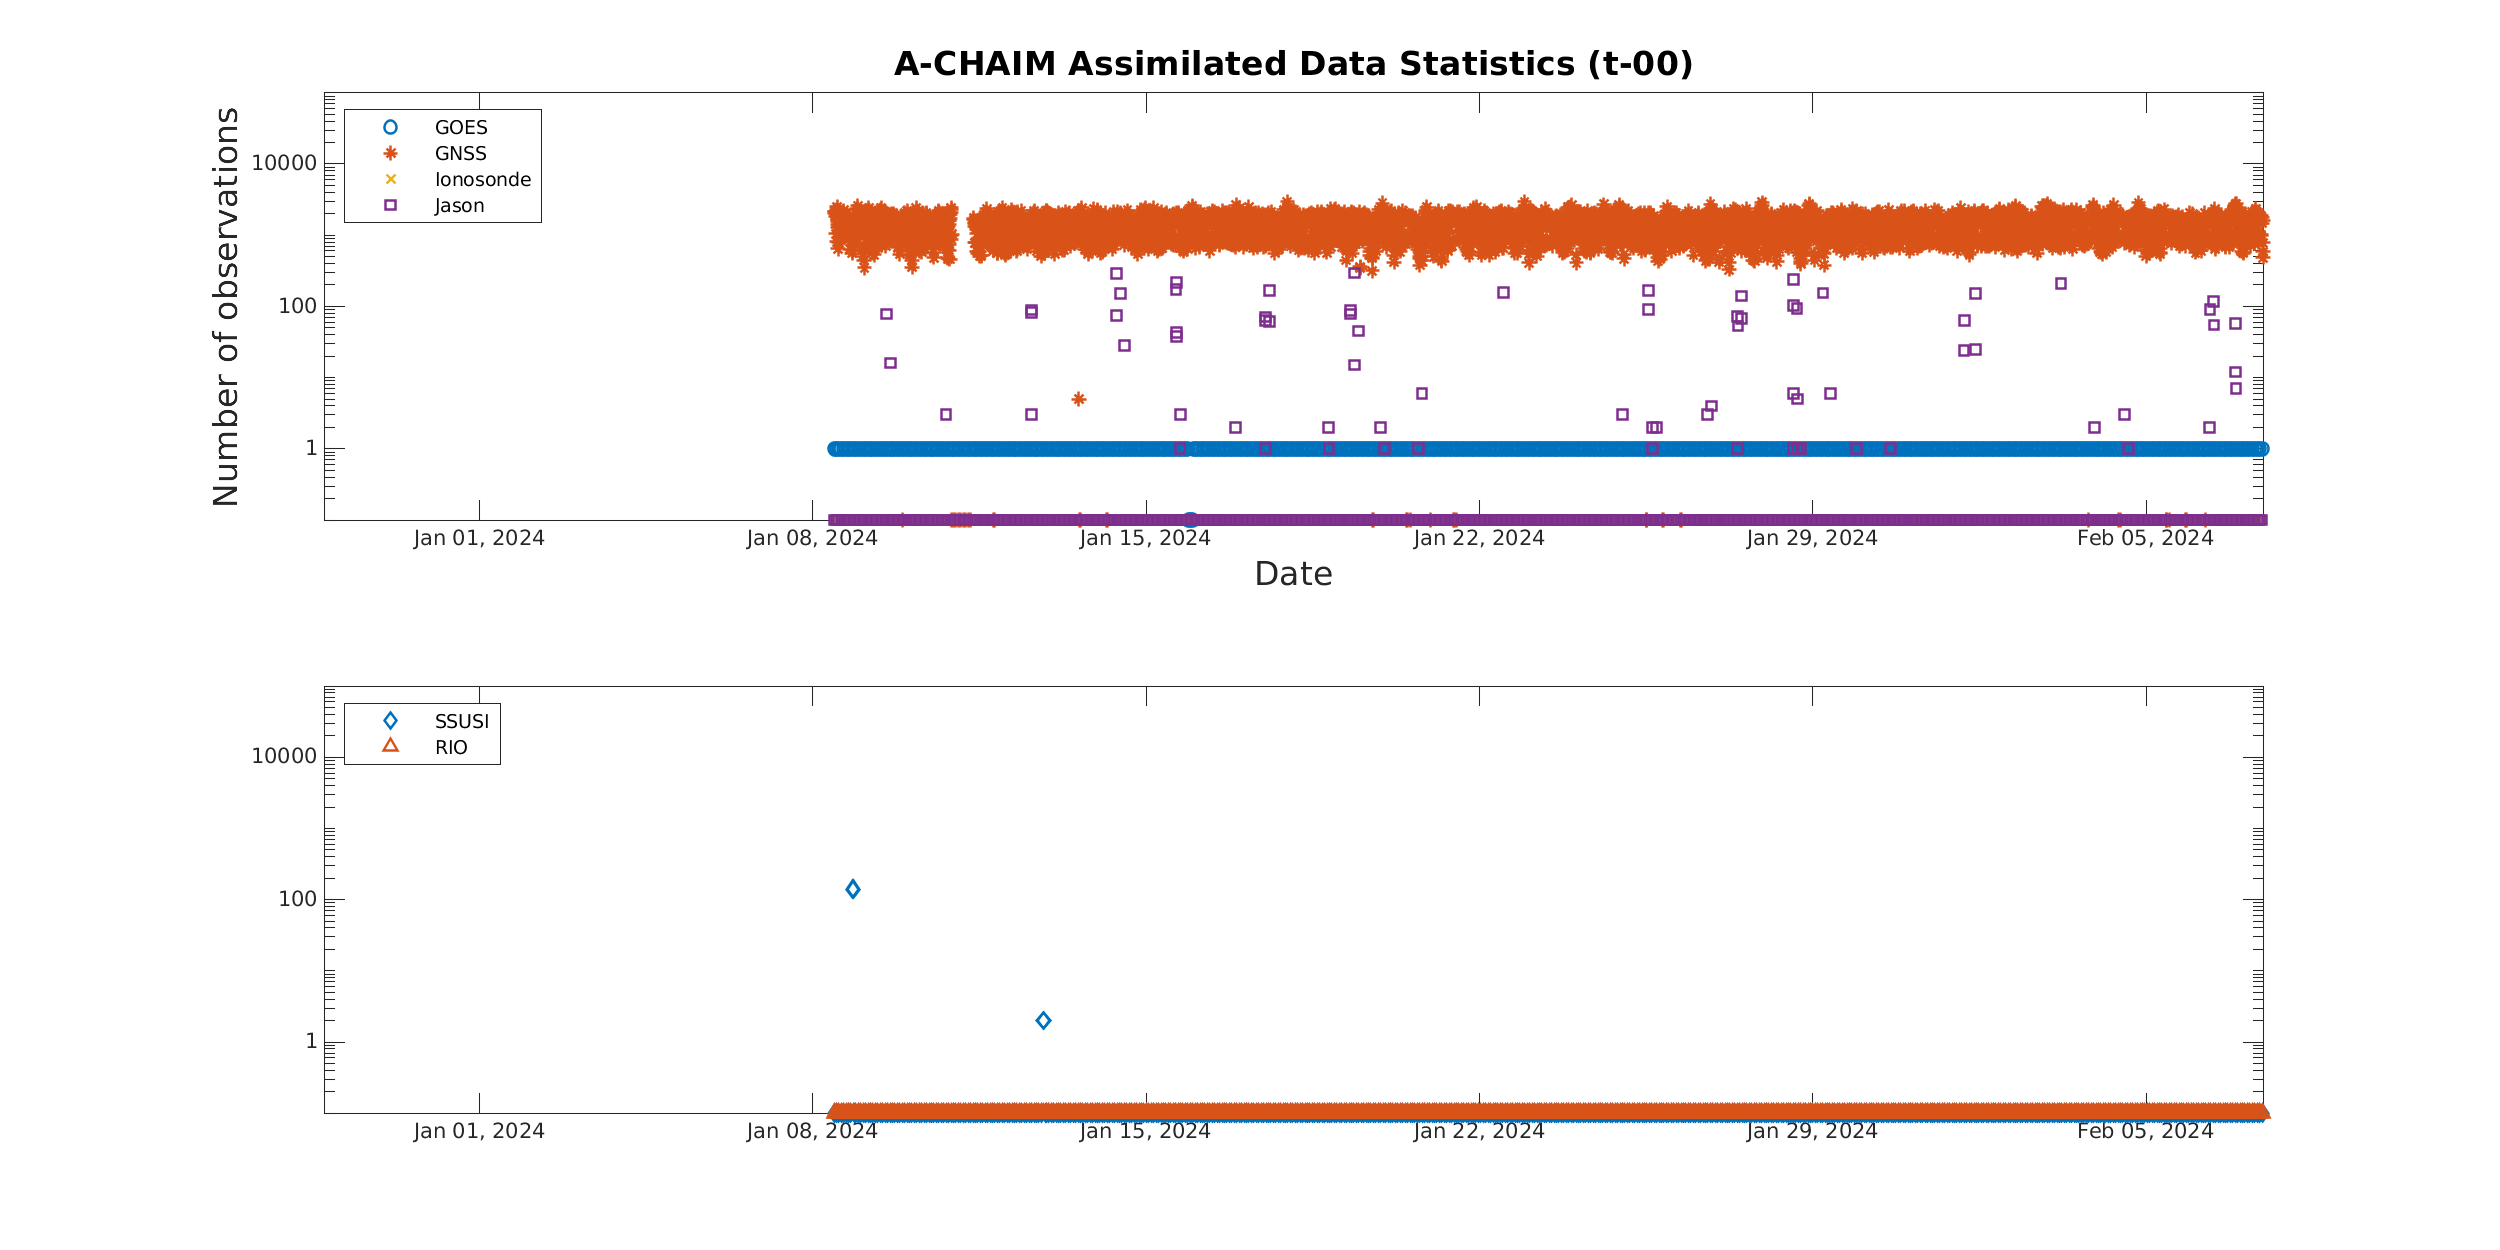 A-CHAIM Assimilated Data Statistics (t-00)
Number of observations
10000
100
1
GOES
GNSS
Ionosonde
Jason
Jan 01, 2024
Jan 08, 2024
Jan 15, 2024
Jan 22, 2024
Jan 29, 2024
Feb 05, 2024
Date
10000
100
1
SSUSI
RIO
Jan 01, 2024
Jan 08, 2024
Jan 15, 2024
Jan 22, 2024
Jan 29, 2024
Feb 05, 2024